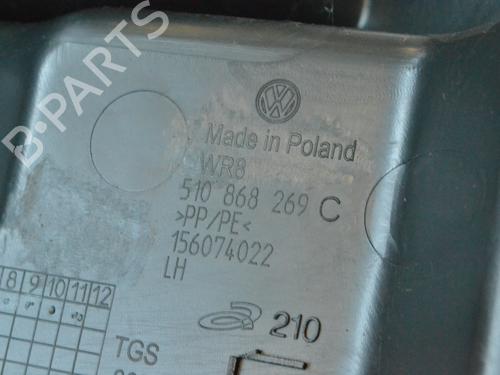 B-PARTS
Made in Poland
WR8
510 868 269 C
>PP/PE<
156074022
LH
210
8 9 10 11 12
TGS